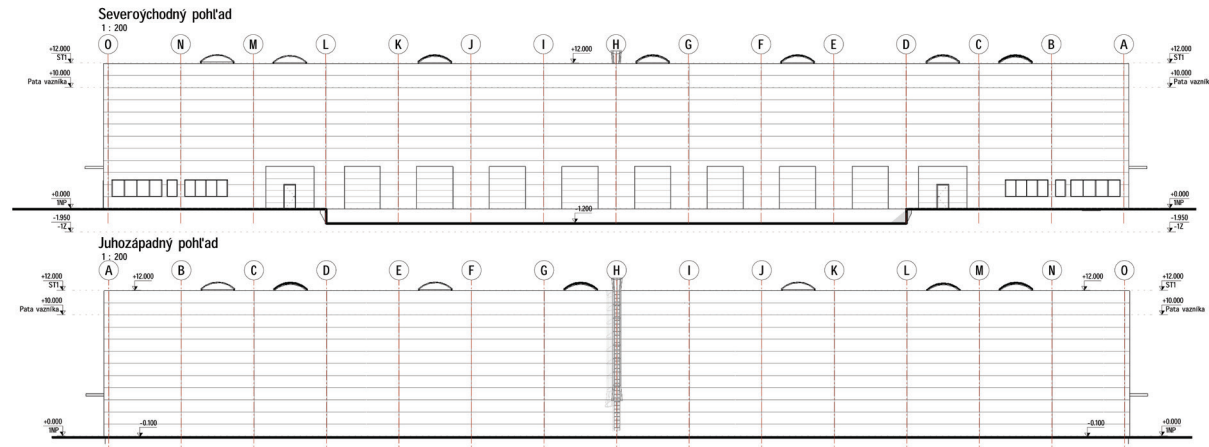 Severoýchodný pohľad
1 : 200
O N M L K J I H G F E D C B A
+12.000
ST1
+12.000
+12.000
ST1
+10.000
Pata vazníka
+10.000
Pata vazník
+0.000
1NP
+0.000
1NP
-1.200
-1.950
-1Z
-1.950
-1Z
Juhozápadný pohľad
1 : 200
A B C D E F G H I J K L M N O
+12.000
ST1
+12.000
+12.000
+12.000
ST1
+10.000
Pata vazníka
+10.000
Pata vazníka
+0.000
1NP
-0.100
-0.100
+0.000
1NP